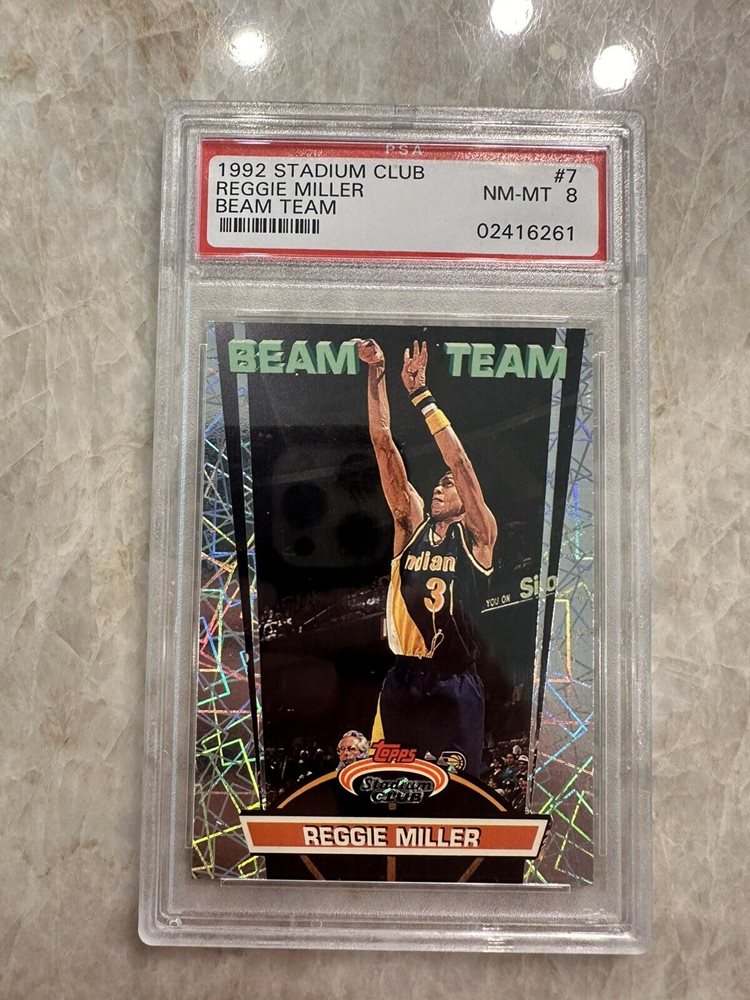 PSA
1992 STADIUM CLUB #7
REGGIE MILLER NM-MT 8
BEAM TEAM
02416261
BEAM TEAM
ndian
3
YOU ON
Topps
Stadium
CLUB
REGGIE MILLER